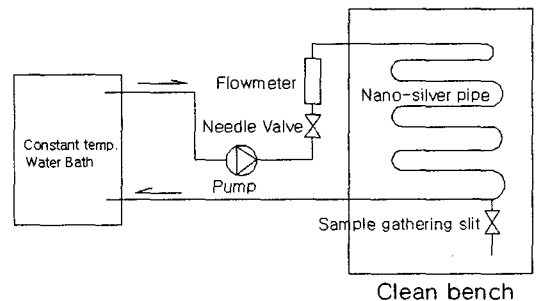 Flowmeter
Nano-silver pipe
Needle Valve
Constant temp.
Water Bath
Pump
Sample gathering slit
Clean bench